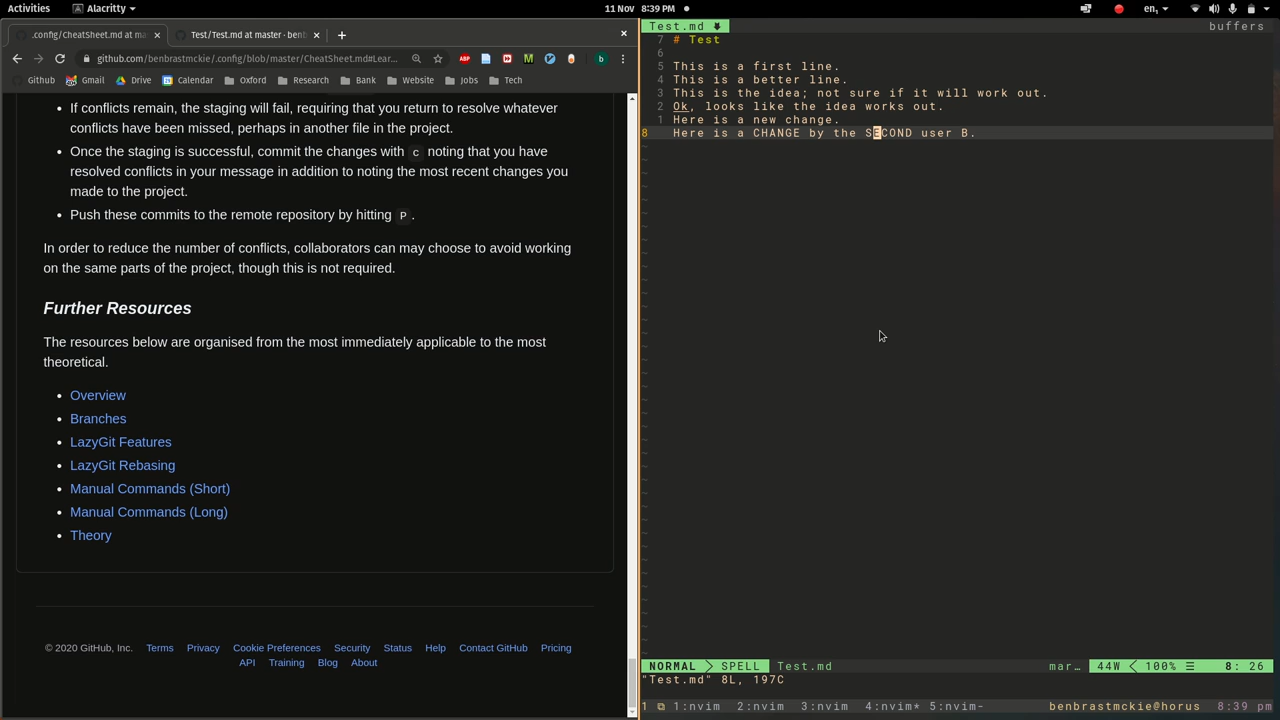 Activities Alacritty 11 Nov 8:39 PM en1
.config/CheatSheet.md at ma
Test/Test.md at master · benb
github.com/benbrastmckie/.config/blob/master/CheatSheet.md#Lear...
Github Gmail Drive Calendar Oxford Research Bank Website Jobs Tech
If conflicts remain, the staging will fail, requiring that you return to resolve whatever
conflicts have been missed, perhaps in another file in the project.
Once the staging is successful, commit the changes with c noting that you have
resolved conflicts in your message in addition to noting the most recent changes you
made to the project.
Push these commits to the remote repository by hitting P.
In order to reduce the number of conflicts, collaborators can may choose to avoid working
on the same parts of the project, though this is not required.
Further Resources
The resources below are organised from the most immediately applicable to the most
theoretical.
Overview
Branches
LazyGit Features
LazyGit Rebasing
Manual Commands (Short)
Manual Commands (Long)
Theory
© 2020 GitHub, Inc. Terms Privacy Cookie Preferences Security Status Help Contact GitHub Pricing
API Training Blog About
Test.md buffers
7 # Test
6
5 This is a first line.
4 This is a better line.
3 This is the idea; not sure if it will work out.
2 Ok, looks like the idea works out.
1 Here is a new change.
8 Here is a CHANGE by the SECOND user B.
NORMAL SPELL Test.md mar… 44W 100% ☰ 8: 26
"Test.md" 8L, 197C
1 1:nvim 2:nvim 3:nvim 4:nvim* 5:nvim- benbrastmckie@horus 8:39 pm